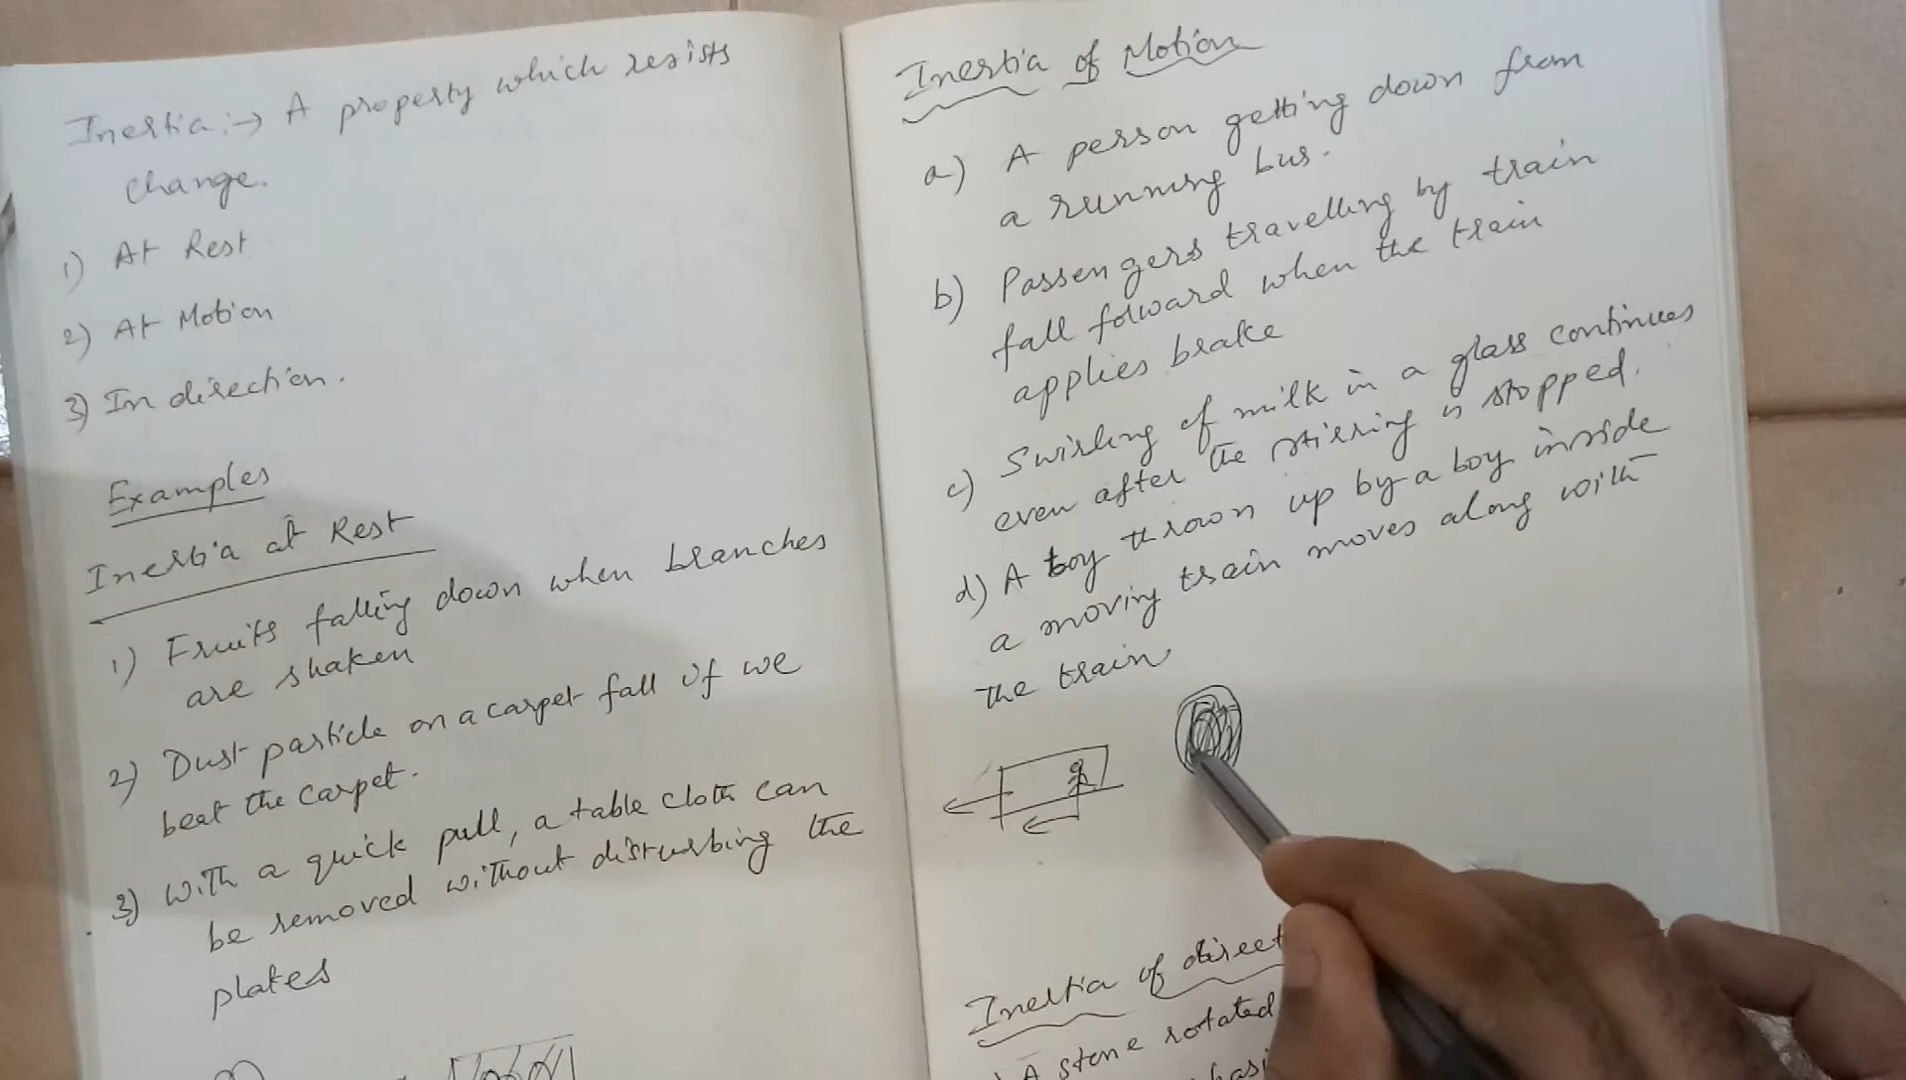 Inertia :→ A property which resists
change.
1) At Rest
2) At Motion
3) In direction.
Examples
Inertia at Rest
1) Fruits falling down when branches
are shaken
2) Dust particle on a carpet fall if we
beat the carpet.
3) With a quick pull, a table cloth can
be removed without disturbing the
plates
Inertia of Motion
a) A person getting down from
a running bus.
b) Passengers travelling by train
fall forward when the train
applies brake
c) Swirling of milk in a glass continues
even after the stirring is stopped.
d) A toy thrown up by a boy inside
a moving train moves along with
the train
Inertia of direct
A stone rotated